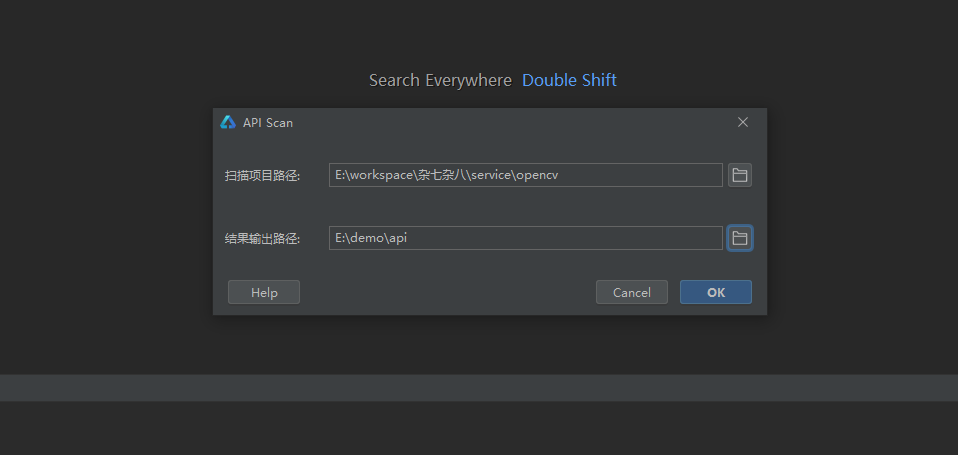 Search Everywhere Double Shift
API Scan
扫描项目路径: E:\workspace\杂七杂八\\service\opencv
结果输出路径: E:\demo\api
Help Cancel OK